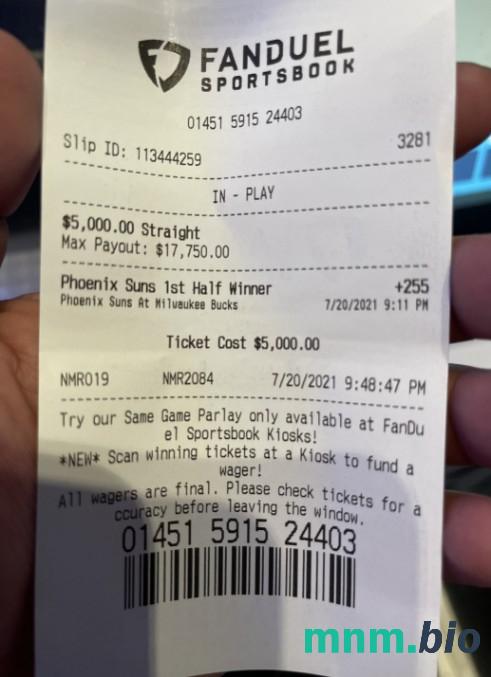 FANDUEL
SPORTSBOOK
01451 5915 24403
Slip ID: 113444259 3281
IN - PLAY
$5,000.00 Straight
Max Payout: $17,750.00
Phoenix Suns 1st Half Winner +255
Phoenix Suns At Milwaukee Bucks 7/20/2021 9:11 PM
Ticket Cost $5,000.00
NMR019 NMR2084 7/20/2021 9:48:47 PM
Try our Same Game Parlay only available at FanDu
el Sportsbook Kiosks!
*NEW* Scan winning tickets at a Kiosk to fund a
wager!
All wagers are final. Please check tickets for a
ccuracy before leaving the window.
01451 5915 24403
mnm.bio